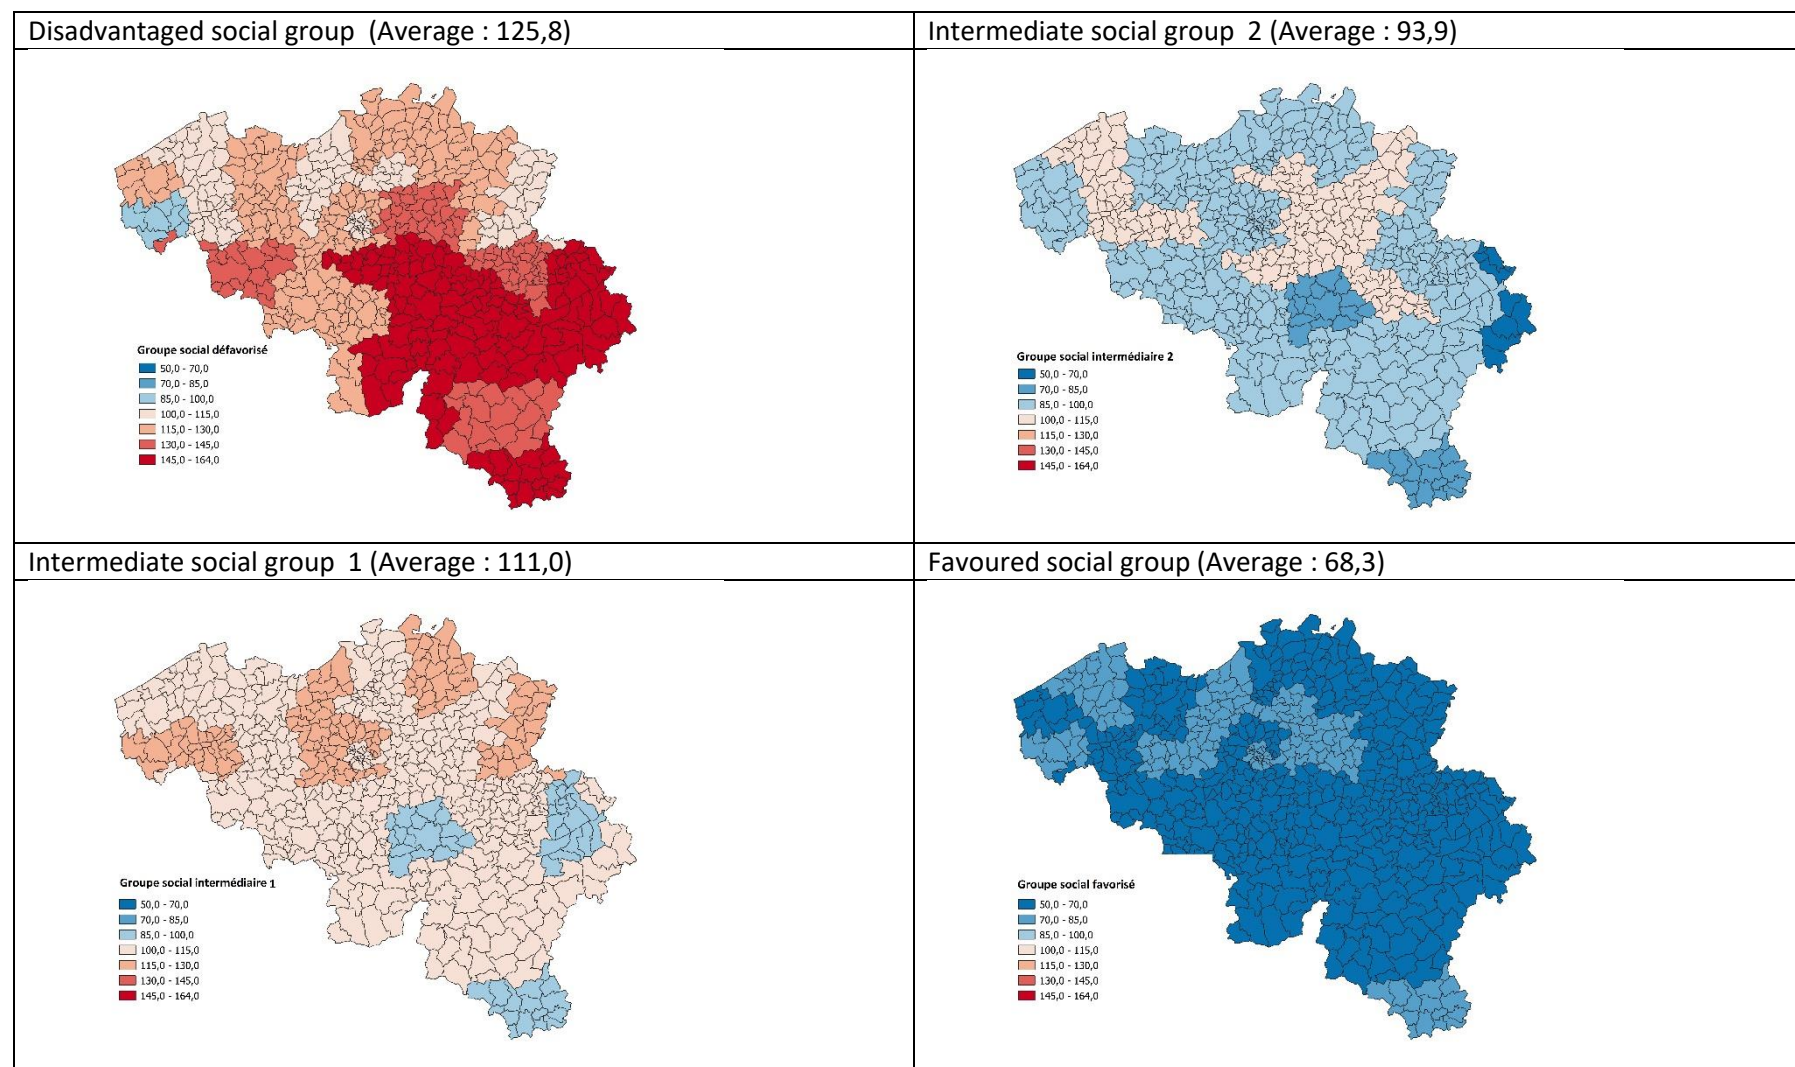 Disadvantaged social group  (Average : 125,8)
Intermediate social group  2 (Average : 93,9)
Groupe social défavorisé
50,0 - 70,0
70,0 - 85,0
85,0 - 100,0
100,0 - 115,0
115,0 - 130,0
130,0 - 145,0
145,0 - 164,0
Groupe social intermédiaire 2
50,0 - 70,0
70,0 - 85,0
85,0 - 100,0
100,0 - 115,0
115,0 - 130,0
130,0 - 145,0
145,0 - 164,0
Intermediate social group  1 (Average : 111,0)
Favoured social group (Average : 68,3)
Groupe social intermédiaire 1
50,0 - 70,0
70,0 - 85,0
85,0 - 100,0
100,0 - 115,0
115,0 - 130,0
130,0 - 145,0
145,0 - 164,0
Groupe social favorisé
50,0 - 70,0
70,0 - 85,0
85,0 - 100,0
100,0 - 115,0
115,0 - 130,0
130,0 - 145,0
145,0 - 164,0